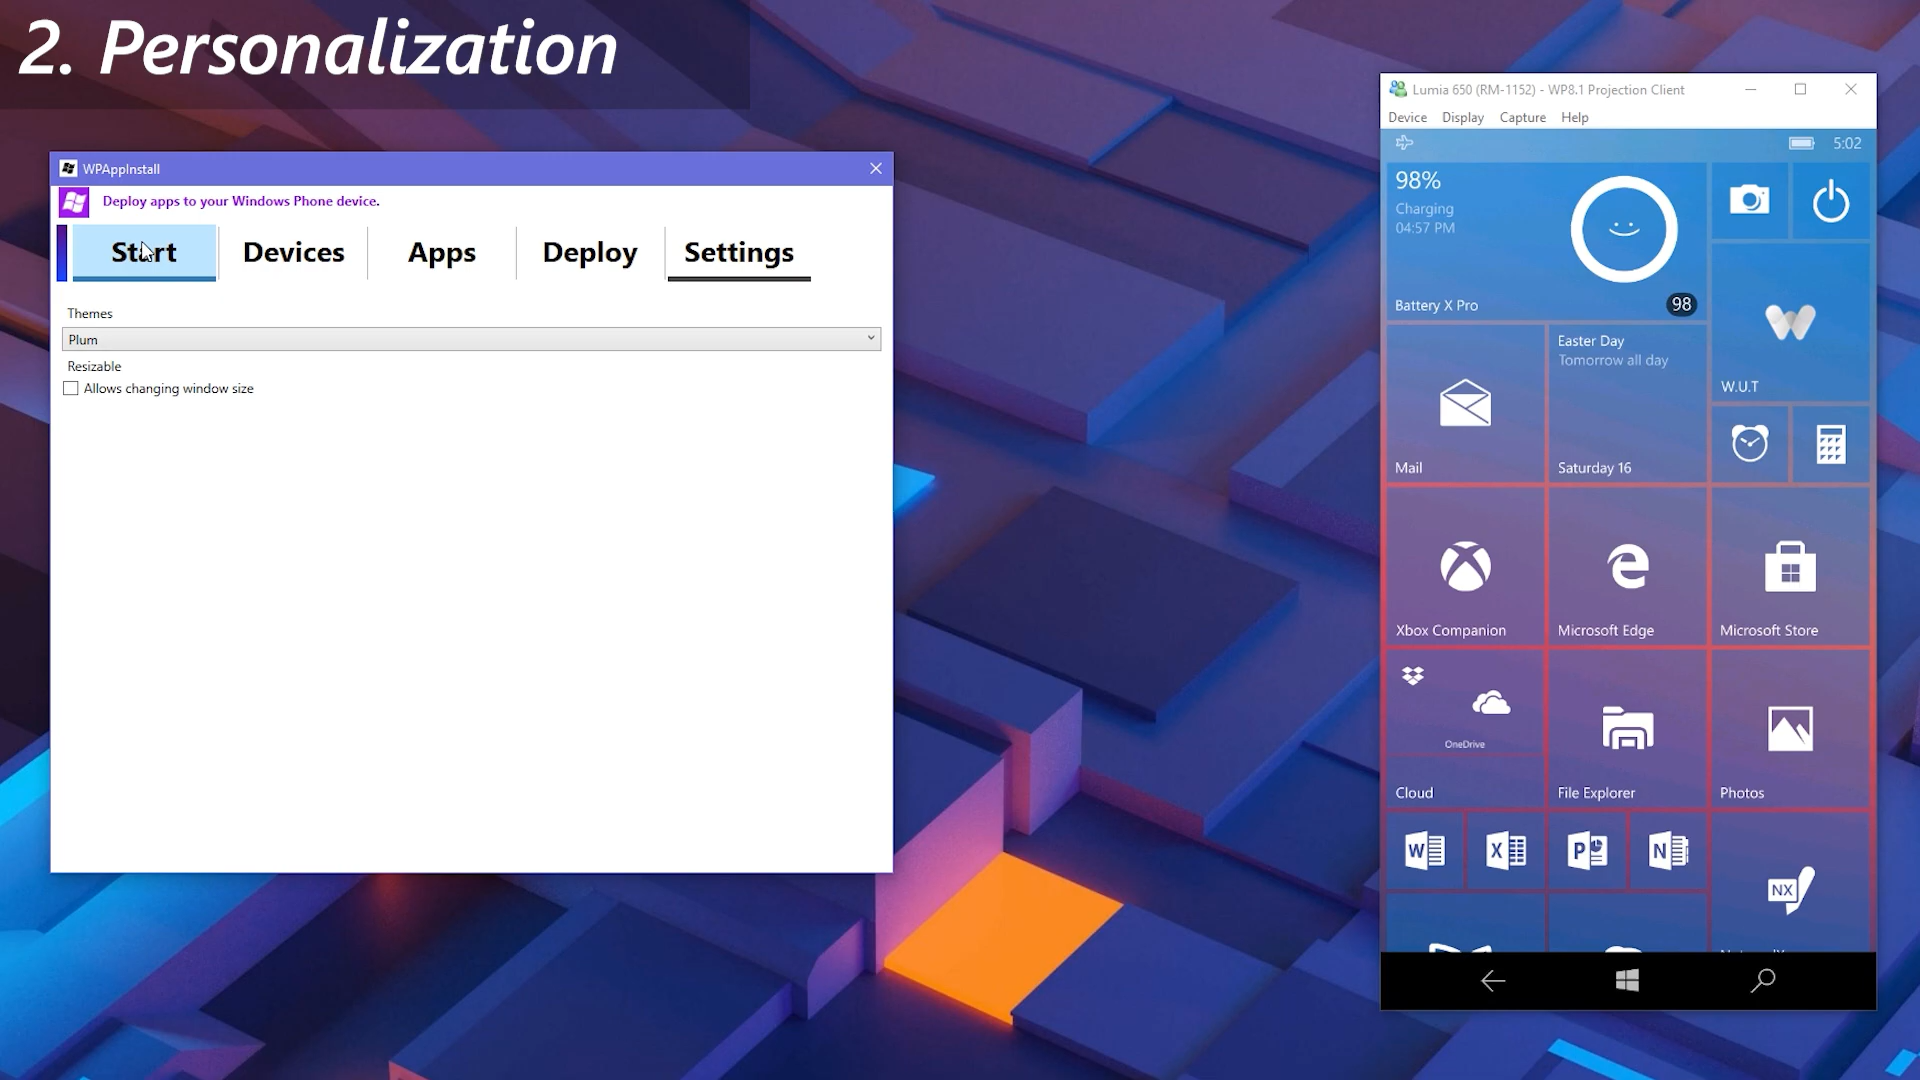 2. Personalization
WPAppInstall
Deploy apps to your Windows Phone device.
Start
Devices
Apps
Deploy
Settings
Themes
Plum
Resizable
Allows changing window size
Lumia 650 (RM-1152) - WP8.1 Projection Client
Device
Display
Capture
Help
5:02
98%
Charging
04:57 PM
Battery X Pro
98
W.U.T
Mail
Easter Day
Tomorrow all day
Saturday 16
Xbox Companion
Microsoft Edge
Microsoft Store
OneDrive
Cloud
File Explorer
Photos
W
X
P
N
NX